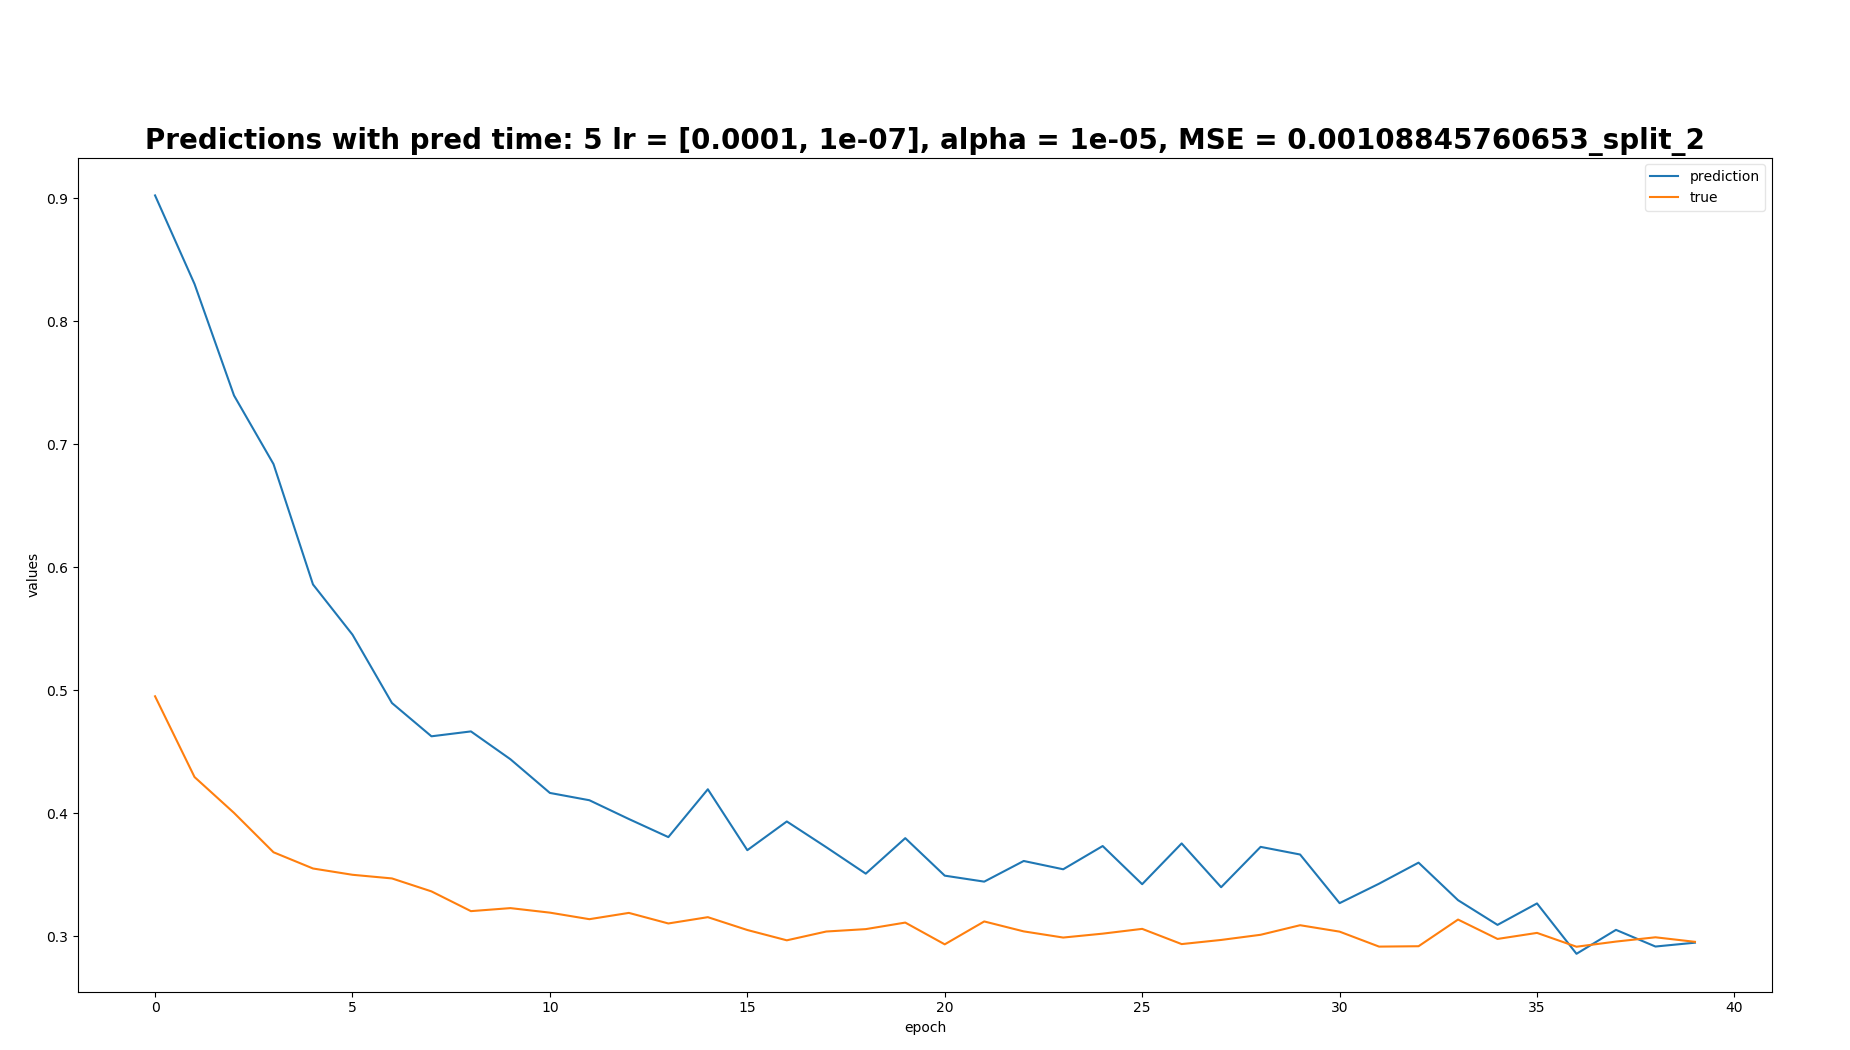 Predictions with pred time: 5 lr = [0.0001, 1e-07], alpha = 1e-05, MSE = 0.00108845760653_split_2
prediction
true
0.9
0.8
0.7
0.6
0.5
0.4
0.3
values
0 5 10 15 20 25 30 35 40
epoch